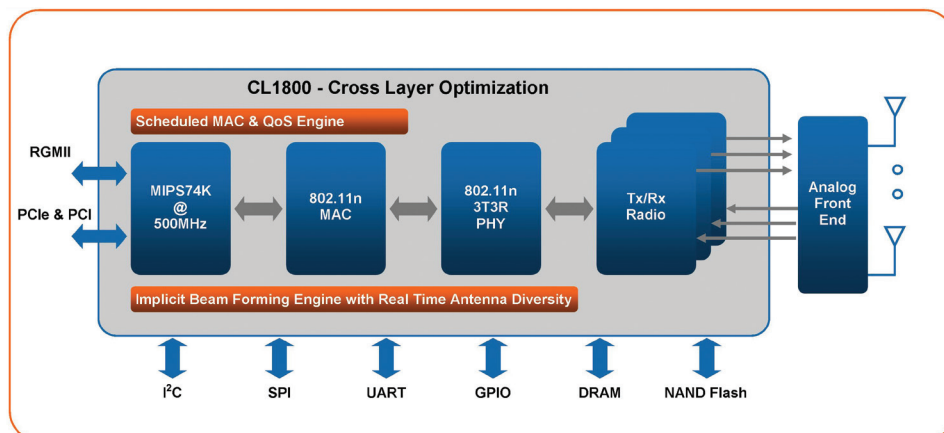 CL1800 - Cross Layer Optimization
Scheduled MAC & QoS Engine
RGMII
PCIe & PCI
MIPS74K
@
500MHz
802.11n
MAC
802.11n
3T3R
PHY
Tx/Rx
Radio
Analog
Front
End
Implicit Beam Forming Engine with Real Time Antenna Diversity
I²C
SPI
UART
GPIO
DRAM
NAND Flash